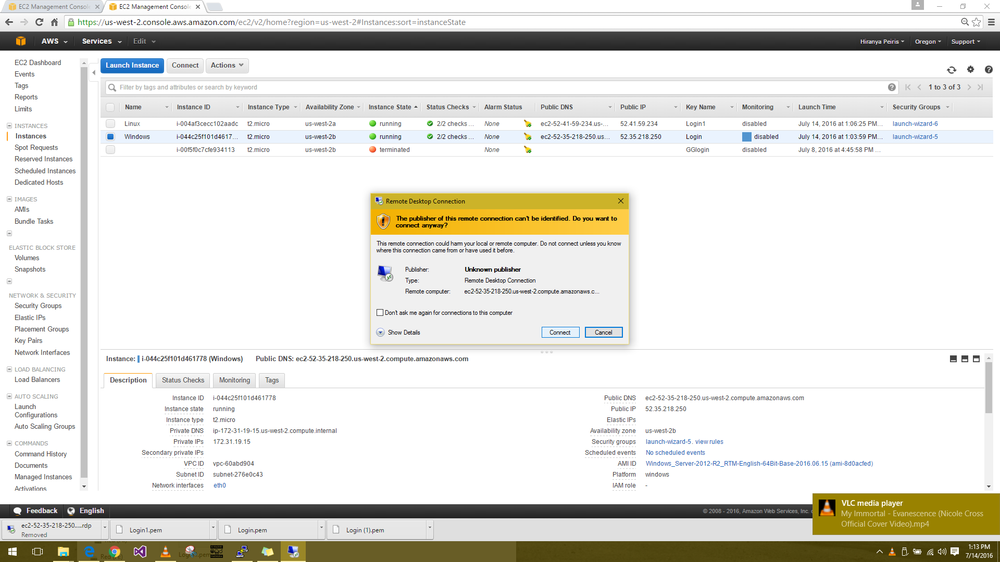 EC2 Management Console
EC2 Management Console
https://us-west-2.console.aws.amazon.com/ec2/v2/home?region=us-west-2#Instances:sort=instanceState
AWS Services Edit
Hiranya Peiris Oregon Support
EC2 Dashboard
Events
Tags
Reports
Limits
INSTANCES
Instances
Spot Requests
Reserved Instances
Scheduled Instances
Dedicated Hosts
IMAGES
AMIs
Bundle Tasks
ELASTIC BLOCK STORE
Volumes
Snapshots
NETWORK & SECURITY
Security Groups
Elastic IPs
Placement Groups
Key Pairs
Network Interfaces
LOAD BALANCING
Load Balancers
AUTO SCALING
Launch
Configurations
Auto Scaling Groups
COMMANDS
Command History
Documents
Managed Instances
Activations
Launch Instance Connect Actions
Filter by tags and attributes or search by keyword
1 to 3 of 3
Name Instance ID Instance Type Availability Zone Instance State Status Checks Alarm Status Public DNS Public IP Key Name Monitoring Launch Time Security Groups
Linux i-004af3cecc102aadc t2.micro us-west-2a running 2/2 checks ... None ec2-52-41-59-234.us-... 52.41.59.234 Login1 disabled July 14, 2016 at 1:06:25 PM... launch-wizard-6
Windows i-044c25f101d4617... t2.micro us-west-2b running 2/2 checks ... None ec2-52-35-218-250.us... 52.35.218.250 Login disabled July 14, 2016 at 1:03:59 PM... launch-wizard-5
i-00f5f0c7cfe934113 t2.micro us-west-2b terminated None GGlogin disabled July 8, 2016 at 4:45:58 PM ...
Remote Desktop Connection
The publisher of this remote connection can't be identified. Do you want to
connect anyway?
This remote connection could harm your local or remote computer. Do not connect unless you know
where this connection came from or have used it before.
Publisher: Unknown publisher
Type: Remote Desktop Connection
Remote computer: ec2-52-35-218-250.us-west-2.compute.amazonaws.c...
Don't ask me again for connections to this computer
Show Details Connect Cancel
Instance: i-044c25f101d461778 (Windows) Public DNS: ec2-52-35-218-250.us-west-2.compute.amazonaws.com
Description Status Checks Monitoring Tags
Instance ID i-044c25f101d461778
Instance state running
Instance type t2.micro
Private DNS ip-172-31-19-15.us-west-2.compute.internal
Private IPs 172.31.19.15
Secondary private IPs
VPC ID vpc-60abd904
Subnet ID subnet-276e0c43
Network interfaces eth0
Public DNS ec2-52-35-218-250.us-west-2.compute.amazonaws.com
Public IP 52.35.218.250
Elastic IPs
Availability zone us-west-2b
Security groups launch-wizard-5. view rules
Scheduled events No scheduled events
AMI ID Windows_Server-2012-R2_RTM-English-64Bit-Base-2016.06.15 (ami-8d0acfed)
Platform windows
IAM role -
Feedback English
© 2008 - 2016, Amazon Web Services, Inc.
VLC media player
My Immortal - Evanescence (Nicole Cross
Official Cover Video).mp4
ec2-52-35-218-250.....rdp
Removed
Login1.pem
Login.pem
Login (1).pem
1:13 PM
7/14/2016